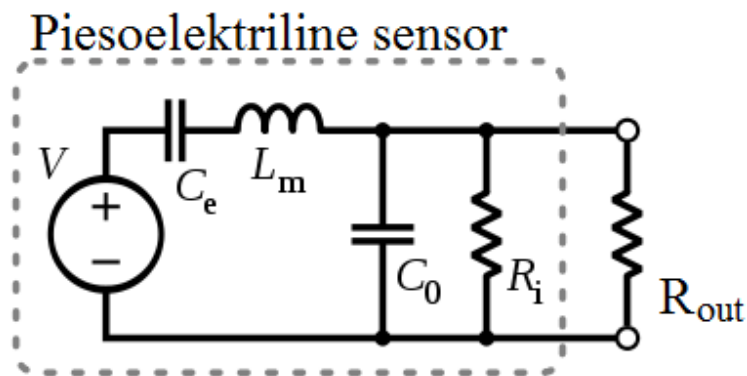 Piesoelektriline sensor
V
+
−
Ce
Lm
C0
Ri
Rout